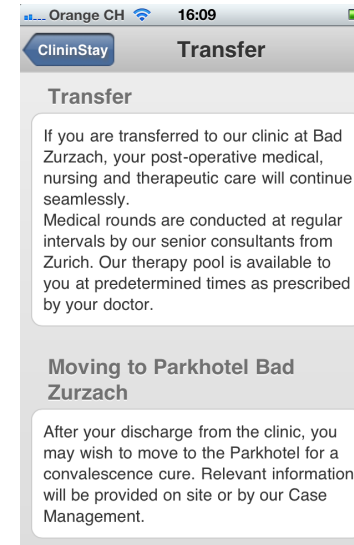 Orange CH 16:09
ClininStay Transfer
Transfer
If you are transferred to our clinic at Bad
Zurzach, your post-operative medical,
nursing and therapeutic care will continue
seamlessly.
Medical rounds are conducted at regular
intervals by our senior consultants from
Zurich. Our therapy pool is available to
you at predetermined times as prescribed
by your doctor.
Moving to Parkhotel Bad
Zurzach
After your discharge from the clinic, you
may wish to move to the Parkhotel for a
convalescence cure. Relevant information
will be provided on site or by our Case
Management.